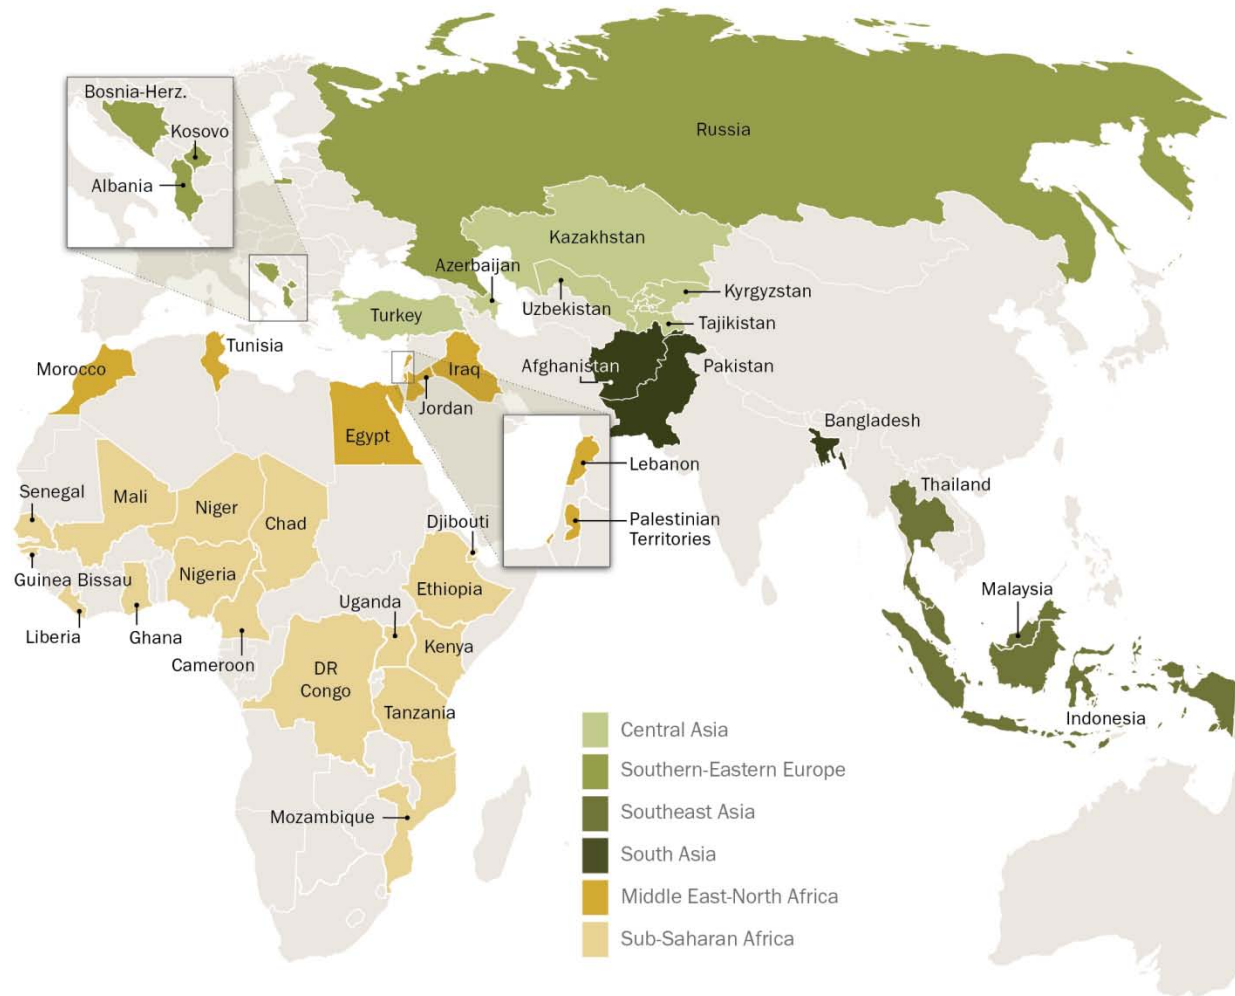 Bosnia-Herz.
Kosovo
Albania
Russia
Kazakhstan
Azerbaijan
Uzbekistan
Kyrgyzstan
Turkey
Tajikistan
Tunisia
Morocco
Iraq
Afghanistan
Pakistan
Jordan
Egypt
Bangladesh
Lebanon
Senegal
Mali
Niger
Chad
Djibouti
Thailand
Palestinian
Territories
Guinea Bissau
Nigeria
Ethiopia
Malaysia
Uganda
Liberia
Ghana
Cameroon
Kenya
DR
Congo
Tanzania
Indonesia
Mozambique
Central Asia
Southern-Eastern Europe
Southeast Asia
South Asia
Middle East-North Africa
Sub-Saharan Africa